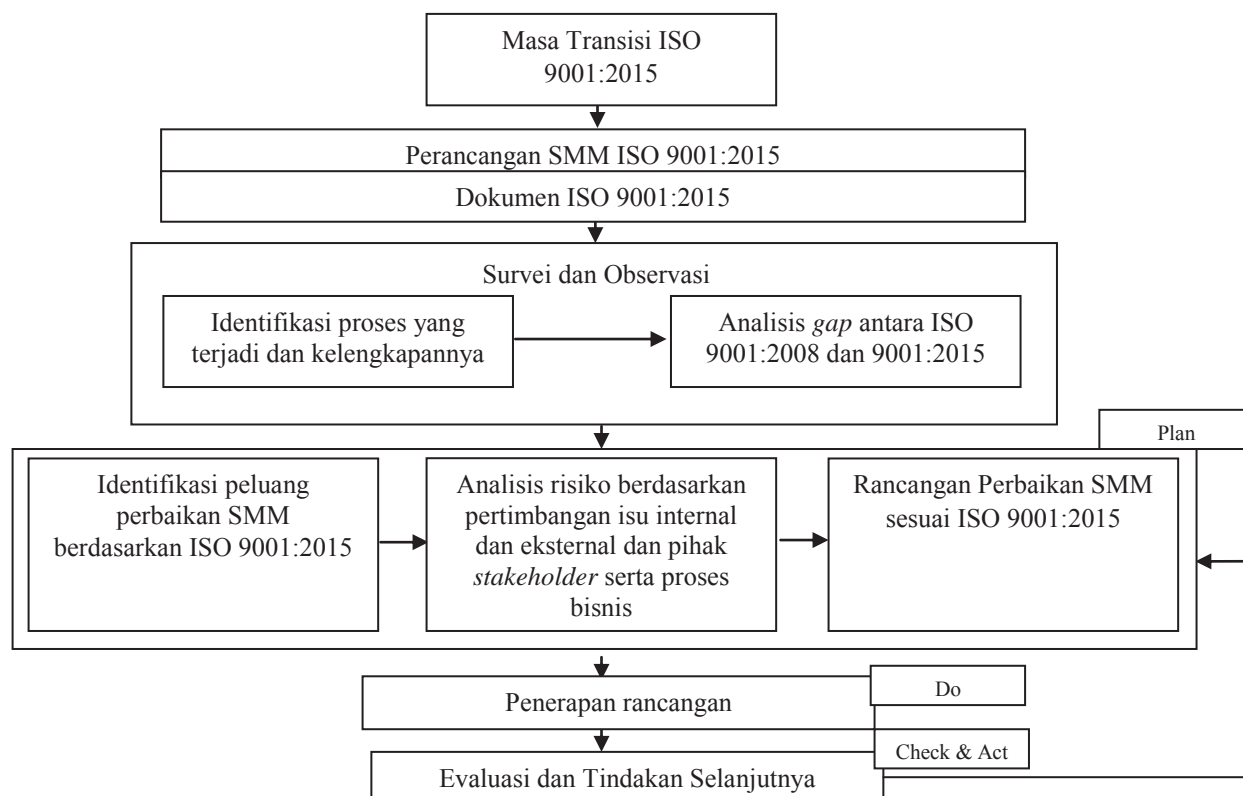 Masa Transisi ISO
9001:2015
Perancangan SMM ISO 9001:2015
Dokumen ISO 9001:2015
Survei dan Observasi
Identifikasi proses yang
terjadi dan kelengkapannya
Analisis gap antara ISO
9001:2008 dan 9001:2015
Plan
Identifikasi peluang
perbaikan SMM
berdasarkan ISO 9001:2015
Analisis risiko berdasarkan
pertimbangan isu internal
dan eksternal dan pihak
stakeholder serta proses
bisnis
Rancangan Perbaikan SMM
sesuai ISO 9001:2015
Do
Penerapan rancangan
Check & Act
Evaluasi dan Tindakan Selanjutnya